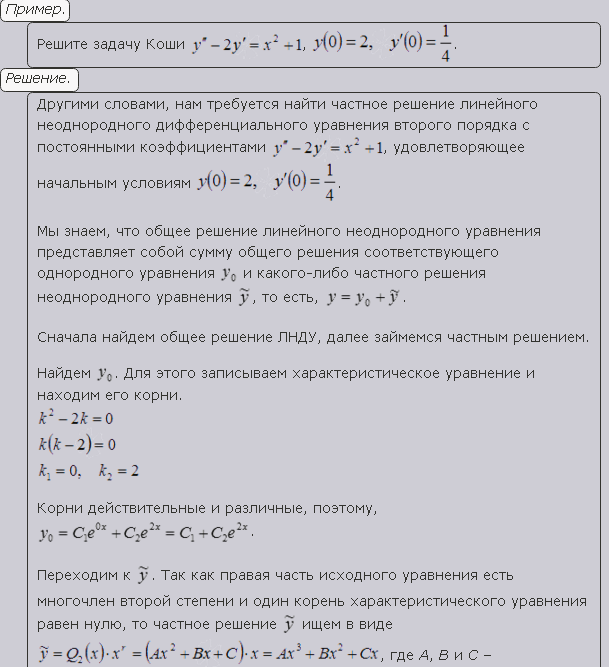 Пример.
Решите задачу Коши y″ − 2y′ = x² + 1, y(0) = 2, y′(0) = 1/4.
Решение.
Другими словами, нам требуется найти частное решение линейного
неоднородного дифференциального уравнения второго порядка с
постоянными коэффициентами y″ − 2y′ = x² + 1, удовлетворяющее
начальным условиям y(0) = 2, y′(0) = 1/4.
Мы знаем, что общее решение линейного неоднородного уравнения
представляет собой сумму общего решения соответствующего
однородного уравнения y₀ и какого-либо частного решения
неоднородного уравнения ỹ, то есть, y = y₀ + ỹ.
Сначала найдем общее решение ЛНДУ, далее займемся частным решением.
Найдем y₀. Для этого записываем характеристическое уравнение и
находим его корни.
k² − 2k = 0
k(k − 2) = 0
k₁ = 0, k₂ = 2
Корни действительные и различные, поэтому,
y₀ = C₁e^{0x} + C₂e^{2x} = C₁ + C₂e^{2x}.
Переходим к ỹ. Так как правая часть исходного уравнения есть
многочлен второй степени и один корень характеристического уравнения
равен нулю, то частное решение ỹ ищем в виде
ỹ = Q₂(x)·x^r = (Ax² + Bx + C)·x = Ax³ + Bx² + Cx, где A, B и C –